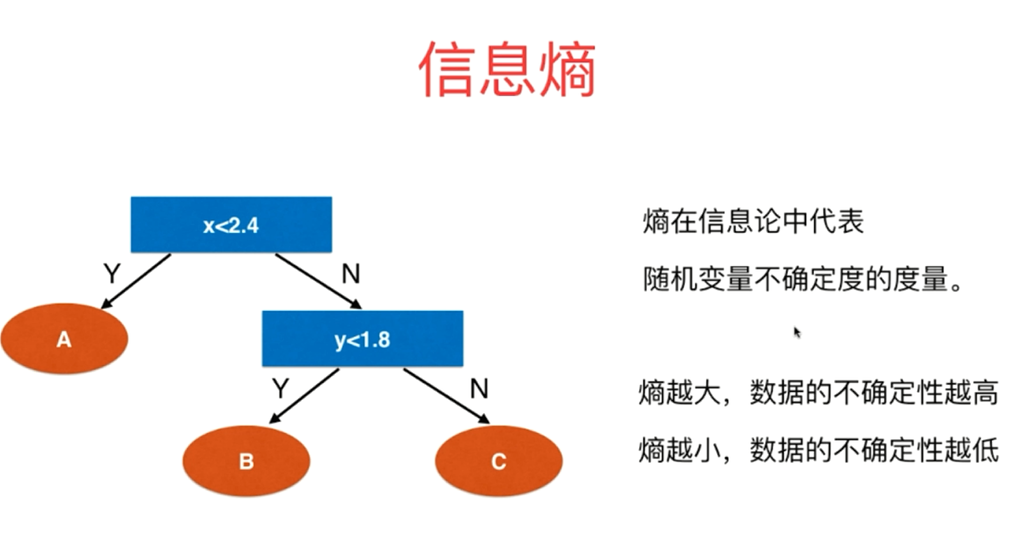 信息熵
x<2.4
Y
N
A
y<1.8
Y
N
B
C
熵在信息论中代表
随机变量不确定度的度量。
熵越大，数据的不确定性越高
熵越小，数据的不确定性越低